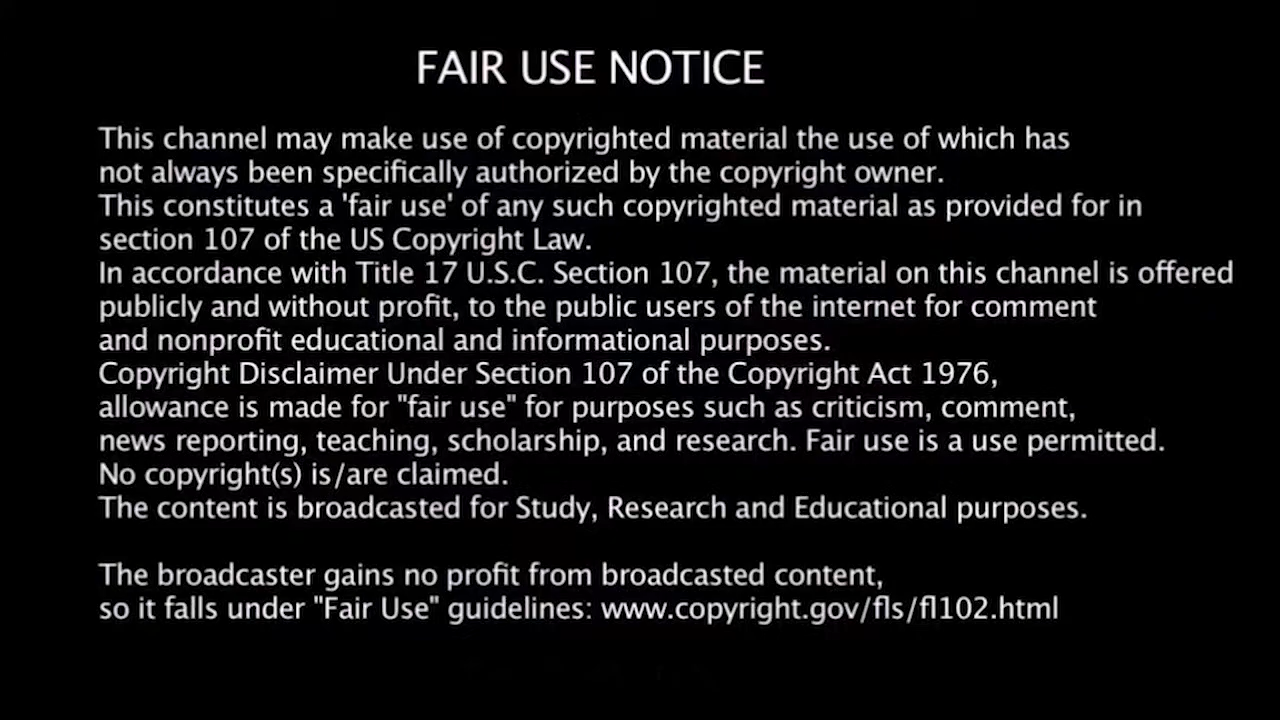 FAIR USE NOTICE
This channel may make use of copyrighted material the use of which has
not always been specifically authorized by the copyright owner.
This constitutes a 'fair use' of any such copyrighted material as provided for in
section 107 of the US Copyright Law.
In accordance with Title 17 U.S.C. Section 107, the material on this channel is offered
publicly and without profit, to the public users of the internet for comment
and nonprofit educational and informational purposes.
Copyright Disclaimer Under Section 107 of the Copyright Act 1976,
allowance is made for "fair use" for purposes such as criticism, comment,
news reporting, teaching, scholarship, and research. Fair use is a use permitted.
No copyright(s) is/are claimed.
The content is broadcasted for Study, Research and Educational purposes.
The broadcaster gains no profit from broadcasted content,
so it falls under "Fair Use" guidelines: www.copyright.gov/fls/fl102.html